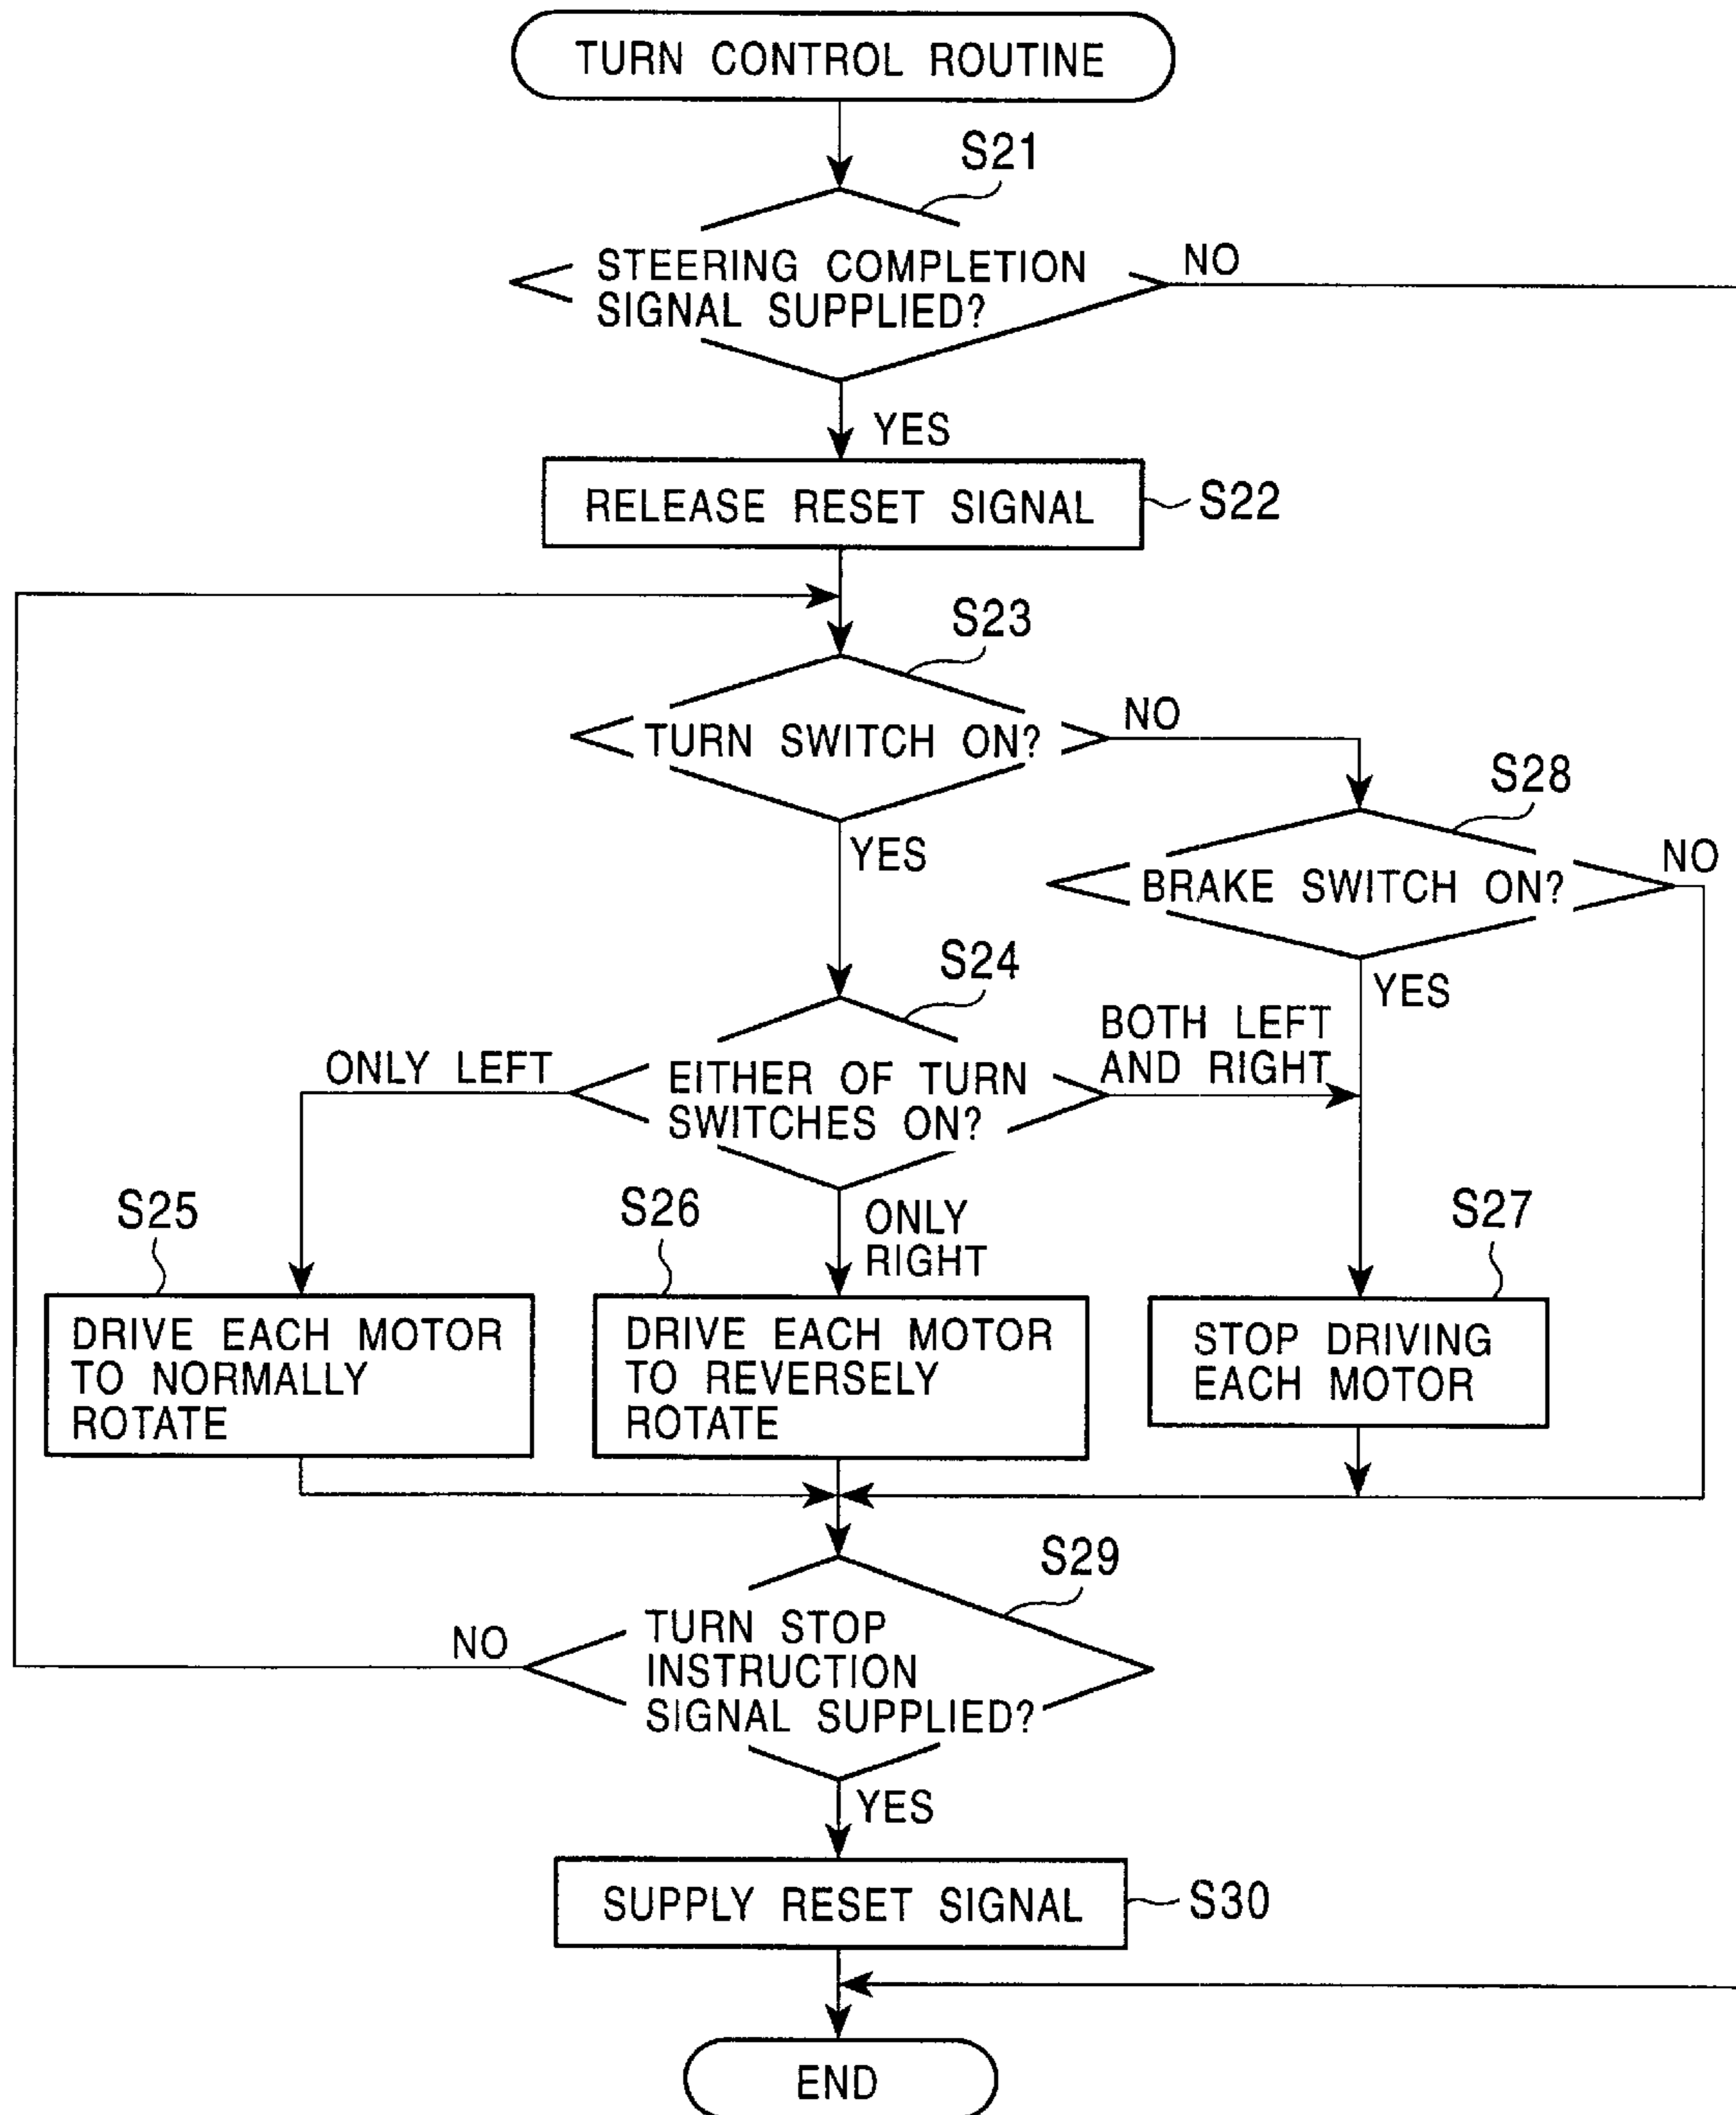 TURN CONTROL ROUTINE
S21
STEERING COMPLETION
SIGNAL SUPPLIED?
NO
YES
RELEASE RESET SIGNAL
S22
S23
TURN SWITCH ON?
NO
YES
S28
BRAKE SWITCH ON?
NO
YES
S24
EITHER OF TURN
SWITCHES ON?
ONLY LEFT
BOTH LEFT
AND RIGHT
ONLY
RIGHT
S25
DRIVE EACH MOTOR
TO NORMALLY
ROTATE
S26
DRIVE EACH MOTOR
TO REVERSELY
ROTATE
S27
STOP DRIVING
EACH MOTOR
S29
TURN STOP
INSTRUCTION
SIGNAL SUPPLIED?
NO
YES
SUPPLY RESET SIGNAL
S30
END